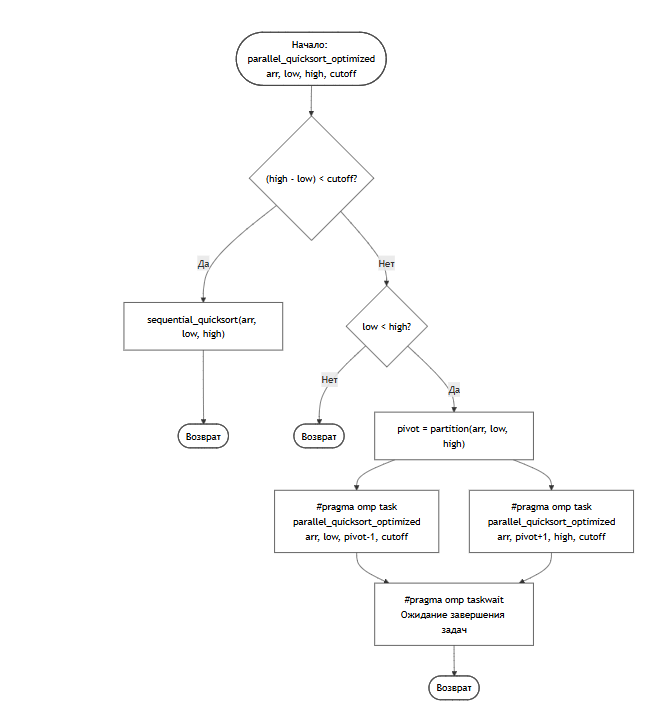 Начало:
parallel_quicksort_optimized
arr, low, high, cutoff
(high - low) < cutoff?
Да
Нет
sequential_quicksort(arr,
low, high)
low < high?
Нет
Да
Возврат
Возврат
pivot = partition(arr, low,
high)
#pragma omp task
parallel_quicksort_optimized
arr, low, pivot-1, cutoff
#pragma omp task
parallel_quicksort_optimized
arr, pivot+1, high, cutoff
#pragma omp taskwait
Ожидание завершения
задач
Возврат